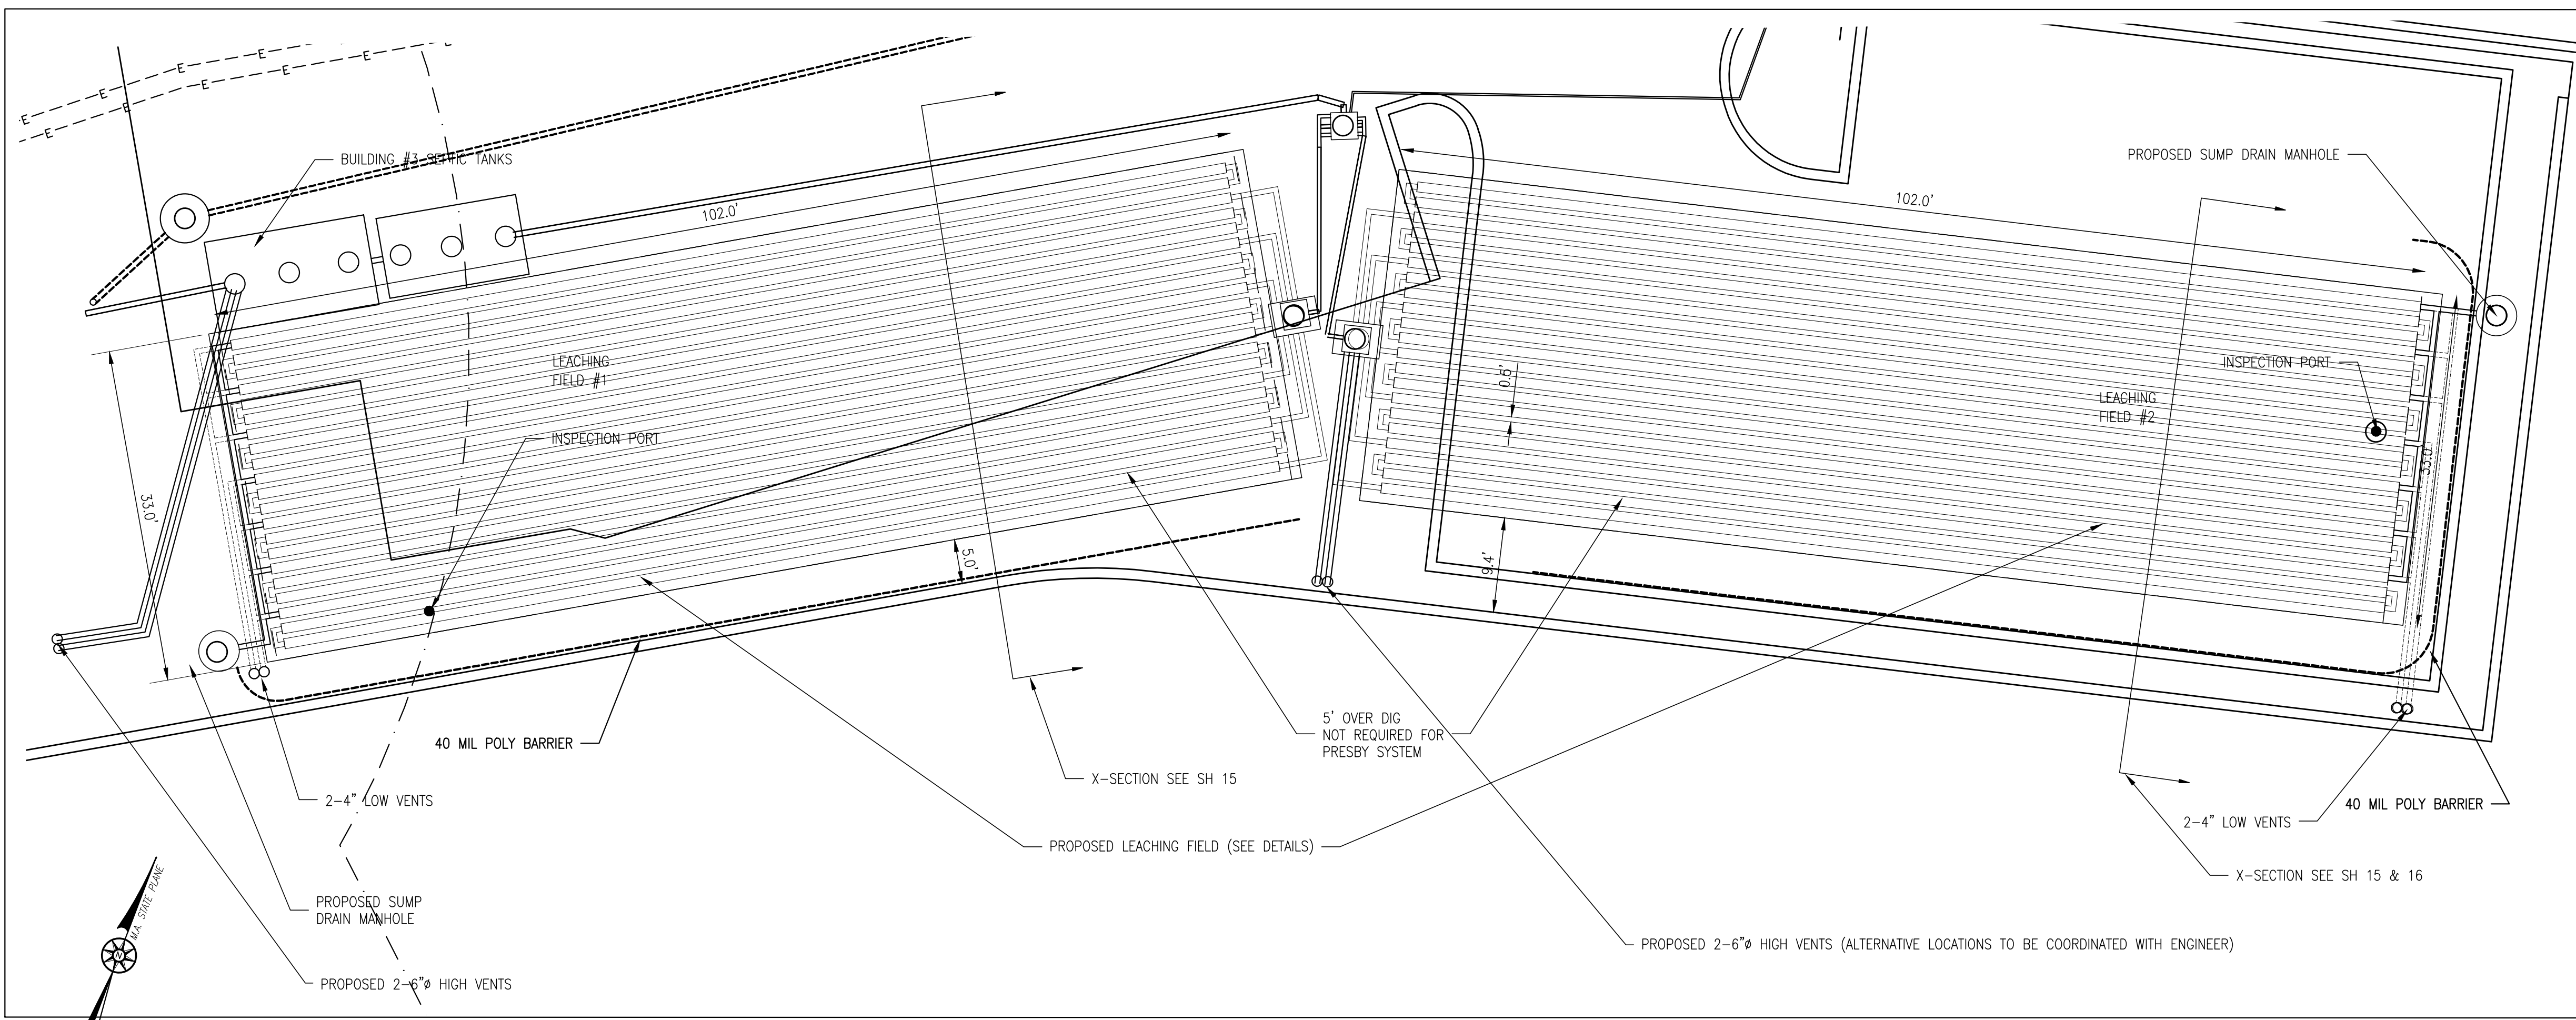 E
E
E
E
E
E
E
E
E
E
BUILDING #3 SEPTIC TANKS
102.0'
102.0'
PROPOSED SUMP DRAIN MANHOLE
LEACHING
FIELD #1
INSPECTION PORT
33.0'
0.5'
INSPECTION PORT
LEACHING
FIELD #2
33.0'
5.0'
9.4'
40 MIL POLY BARRIER
5' OVER DIG
NOT REQUIRED FOR
PRESBY SYSTEM
X-SECTION SEE SH 15
2-4" LOW VENTS
PROPOSED LEACHING FIELD (SEE DETAILS)
40 MIL POLY BARRIER
2-4" LOW VENTS
X-SECTION SEE SH 15 & 16
PROPOSED SUMP
DRAIN MANHOLE
PROPOSED 2-6"ø HIGH VENTS (ALTERNATIVE LOCATIONS TO BE COORDINATED WITH ENGINEER)
PROPOSED 2-6"ø HIGH VENTS
M.A. STATE PLANE
N